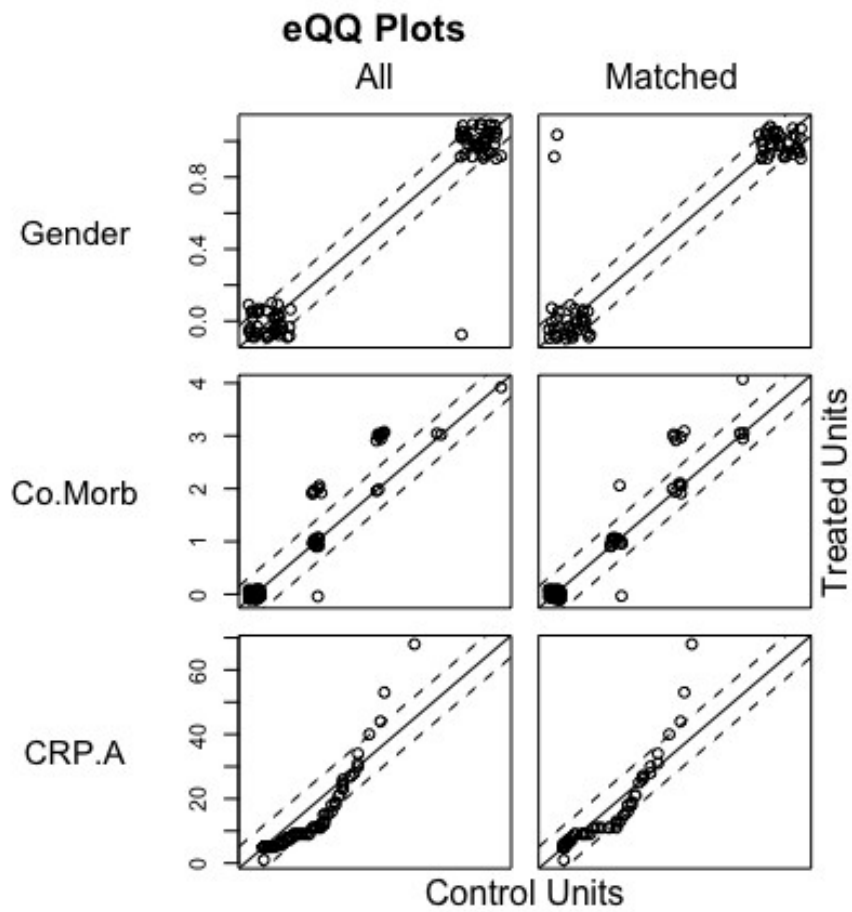 eQQ Plots
All Matched
Gender
0.0 0.4 0.8
Co.Morb
0 1 2 3 4
CRP.A
0 20 40 60
Control Units
Treated Units